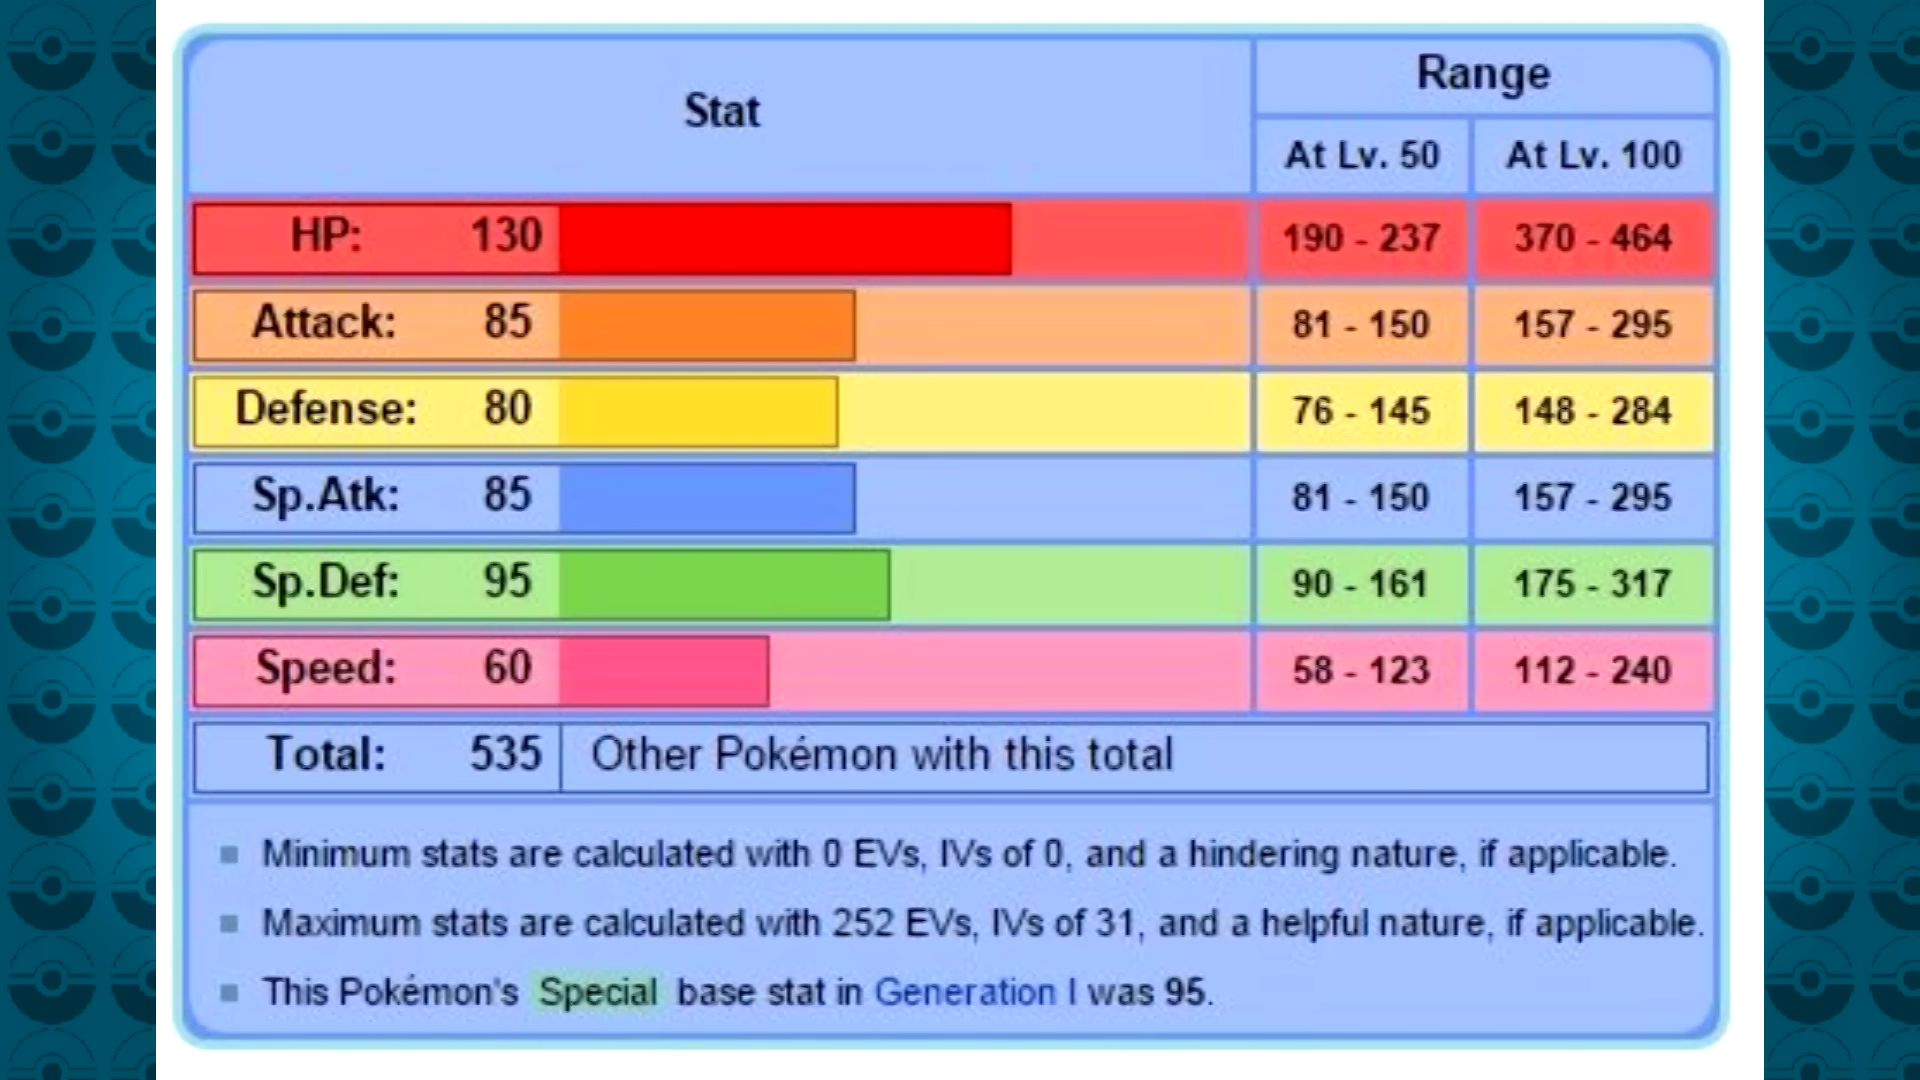 Stat
Range
At Lv. 50 At Lv. 100
HP: 130 190 - 237 370 - 464
Attack: 85 81 - 150 157 - 295
Defense: 80 76 - 145 148 - 284
Sp.Atk: 85 81 - 150 157 - 295
Sp.Def: 95 90 - 161 175 - 317
Speed: 60 58 - 123 112 - 240
Total: 535 Other Pokémon with this total
Minimum stats are calculated with 0 EVs, IVs of 0, and a hindering nature, if applicable.
Maximum stats are calculated with 252 EVs, IVs of 31, and a helpful nature, if applicable.
This Pokémon's Special base stat in Generation I was 95.